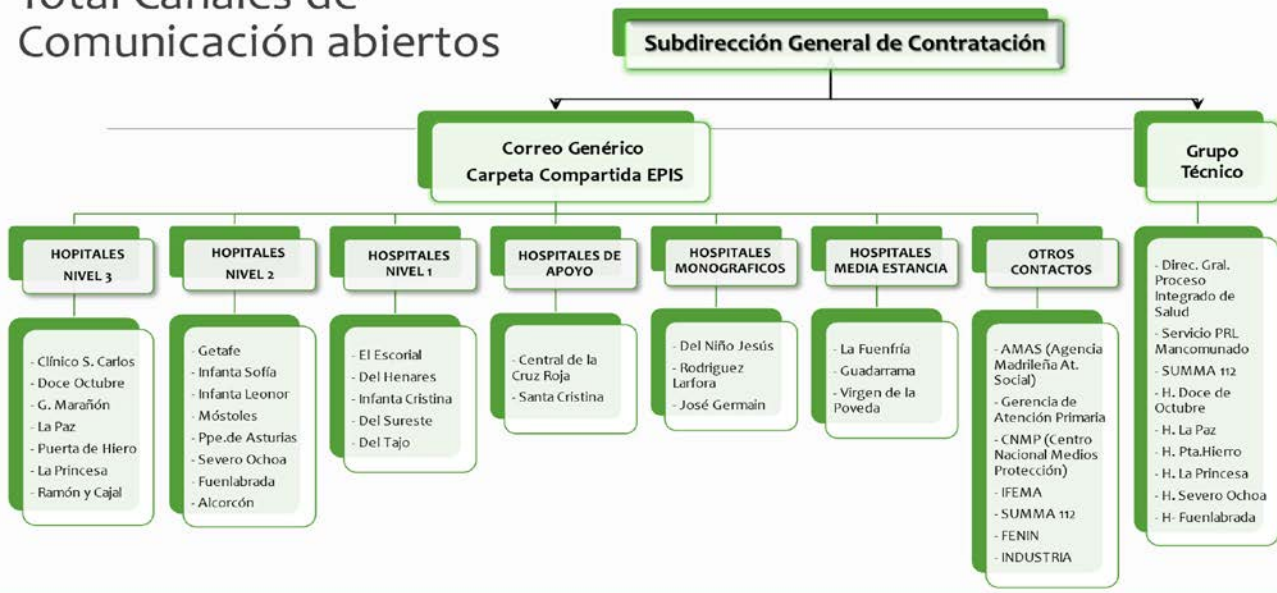 Total Canales de
Comunicación abiertos
Subdirección General de Contratación
Correo Genérico
Carpeta Compartida EPIS
Grupo
Técnico
HOPITALES
NIVEL 3
- Clínico S. Carlos
- Doce Octubre
- G. Marañón
- La Paz
- Puerta de Hiero
- La Princesa
- Ramón y Cajal
HOPITALES
NIVEL 2
- Getafe
- Infanta Sofía
- Infanta Leonor
- Móstoles
- Ppe.de Asturias
- Severo Ochoa
- Fuenlabrada
- Alcorcón
HOSPITALES
NIVEL 1
- El Escorial
- Del Henares
- Infanta Cristina
- Del Sureste
- Del Tajo
HOSPITALES DE
APOYO
- Central de la
Cruz Roja
- Santa Cristina
HOSPITALES
MONOGRAFICOS
- Del Niño Jesús
- Rodriguez
Larfora
- José Germain
HOSPITALES
MEDIA ESTANCIA
- La Fuenfría
- Guadarrama
- Virgen de la
Poveda
OTROS
CONTACTOS
- AMAS (Agencia
Madrileña At.
Social)
- Gerencia de
Atención Primaria
- CNMP (Centro
Nacional Medios
Protección)
- IFEMA
- SUMMA 112
- FENIN
- INDUSTRIA
- Direc. Gral.
Proceso
Integrado de
Salud
- Servicio PRL
Mancomunado
- SUMMA 112
- H. Doce de
Octubre
- H. La Paz
- H. Pta.Hierro
- H. La Princesa
- H. Severo Ochoa
- H- Fuenlabrada